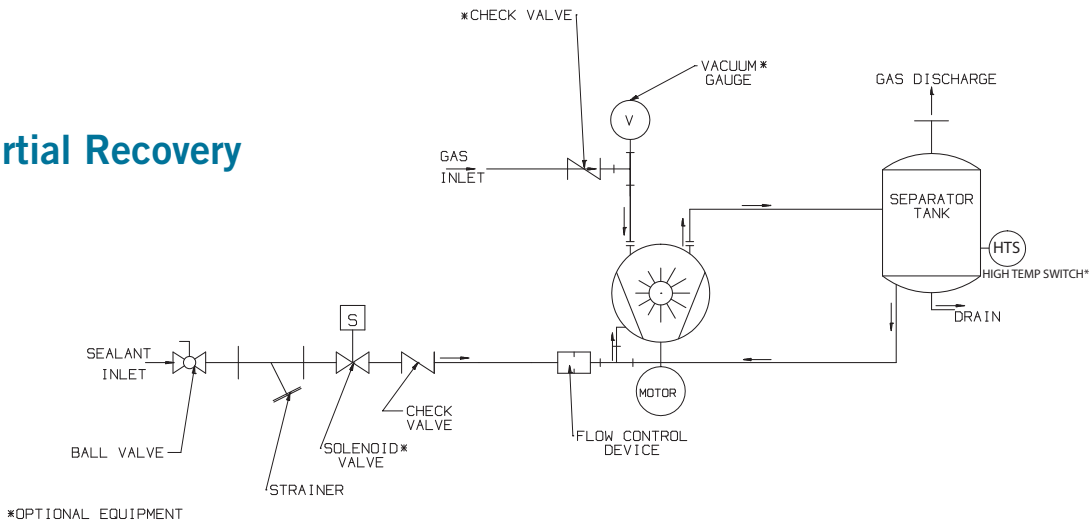 *CHECK VALVE
VACUUM*
GAUGE
GAS DISCHARGE
V
rtial Recovery
GAS
INLET
SEPARATOR
TANK
HTS
HIGH TEMP SWITCH*
DRAIN
S
SEALANT
INLET
MOTOR
CHECK
VALVE
FLOW CONTROL
DEVICE
BALL VALVE
SOLENOID*
VALVE
STRAINER
*OPTIONAL EQUIPMENT